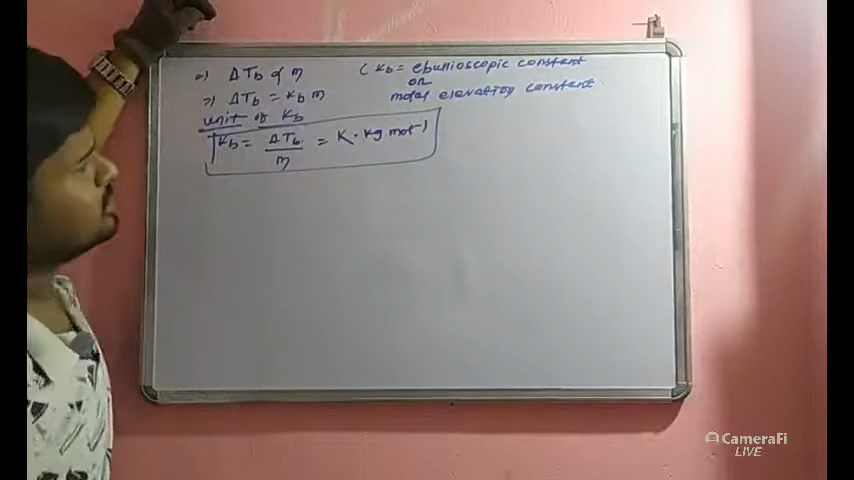 => ΔTb α m ( Kb = ebullioscopic constant
or
=> ΔTb = Kb m molal elevation constant
unit of Kb
Kb = ΔTb / m = K · Kg mol⁻¹
CameraFi
LIVE